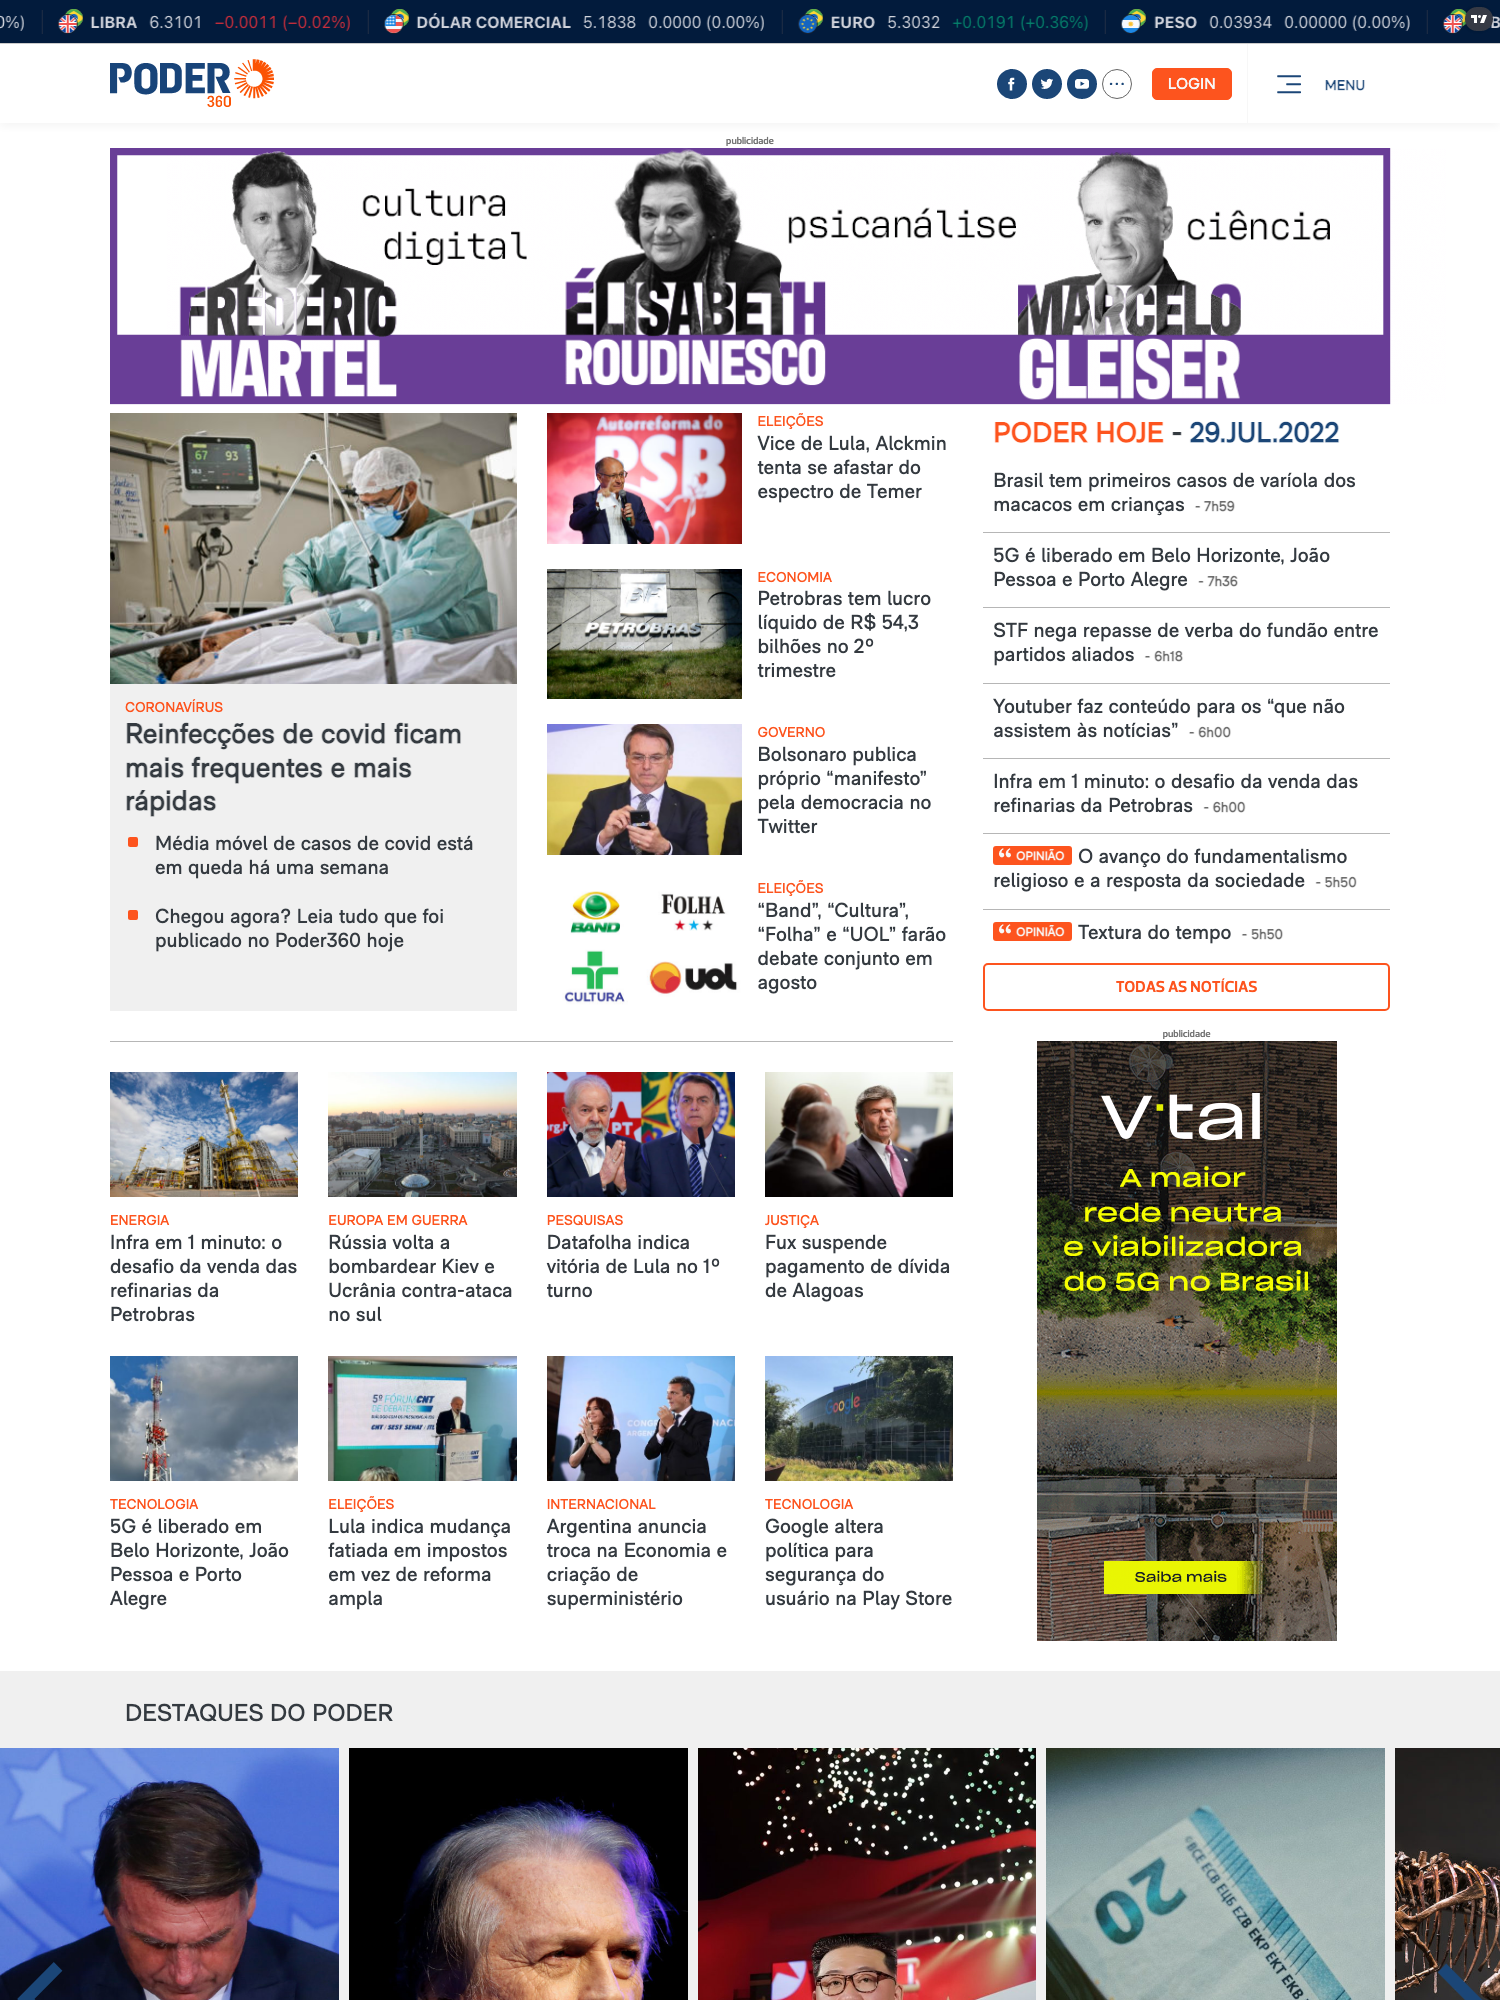 0%)
LIBRA 6.3101 −0.0011 (−0.02%)
DÓLAR COMERCIAL 5.1838 0.0000 (0.00%)
EURO 5.3032 +0.0191 (+0.36%)
PESO 0.03934 0.00000 (0.00%)
PODER
360
LOGIN
MENU
publicidade
cultura
digital
FRÉDÉRIC
MARTEL
psicanálise
ÉLISABETH
ROUDINESCO
ciência
MARCELO
GLEISER
67 93
CORONAVÍRUS
Reinfecções de covid ficam
mais frequentes e mais
rápidas
Média móvel de casos de covid está
em queda há uma semana
Chegou agora? Leia tudo que foi
publicado no Poder360 hoje
Autorreforma do
PSB
ELEIÇÕES
Vice de Lula, Alckmin
tenta se afastar do
espectro de Temer
BR
PETROBRAS
ECONOMIA
Petrobras tem lucro
líquido de R$ 54,3
bilhões no 2º
trimestre
GOVERNO
Bolsonaro publica
próprio “manifesto”
pela democracia no
Twitter
BAND
FOLHA
CULTURA
UOL
ELEIÇÕES
“Band”, “Cultura”,
“Folha” e “UOL” farão
debate conjunto em
agosto
PODER HOJE - 29.JUL.2022
Brasil tem primeiros casos de varíola dos
macacos em crianças - 7h59
5G é liberado em Belo Horizonte, João
Pessoa e Porto Alegre - 7h36
STF nega repasse de verba do fundão entre
partidos aliados - 6h18
Youtuber faz conteúdo para os “que não
assistem às notícias” - 6h00
Infra em 1 minuto: o desafio da venda das
refinarias da Petrobras - 6h00
“ OPINIÃO O avanço do fundamentalismo
religioso e a resposta da sociedade - 5h50
“ OPINIÃO Textura do tempo - 5h50
TODAS AS NOTÍCIAS
publicidade
V·tal
A maior
rede neutra
e viabilizadora
do 5G no Brasil
Saiba mais
ENERGIA
Infra em 1 minuto: o
desafio da venda das
refinarias da
Petrobras
EUROPA EM GUERRA
Rússia volta a
bombardear Kiev e
Ucrânia contra-ataca
no sul
org.b
PT
PESQUISAS
Datafolha indica
vitória de Lula no 1º
turno
JUSTIÇA
Fux suspende
pagamento de dívida
de Alagoas
TECNOLOGIA
5G é liberado em
Belo Horizonte, João
Pessoa e Porto
Alegre
5º FÓRUM CNT
DE DEBATES
CNT | SEST SENAT | ITL
ELEIÇÕES
Lula indica mudança
fatiada em impostos
em vez de reforma
ampla
INTERNACIONAL
Argentina anuncia
troca na Economia e
criação de
superministério
Google
TECNOLOGIA
Google altera
política para
segurança do
usuário na Play Store
DESTAQUES DO PODER
20
BCE ECB ЕЦБ EZB EKP EKT EKB